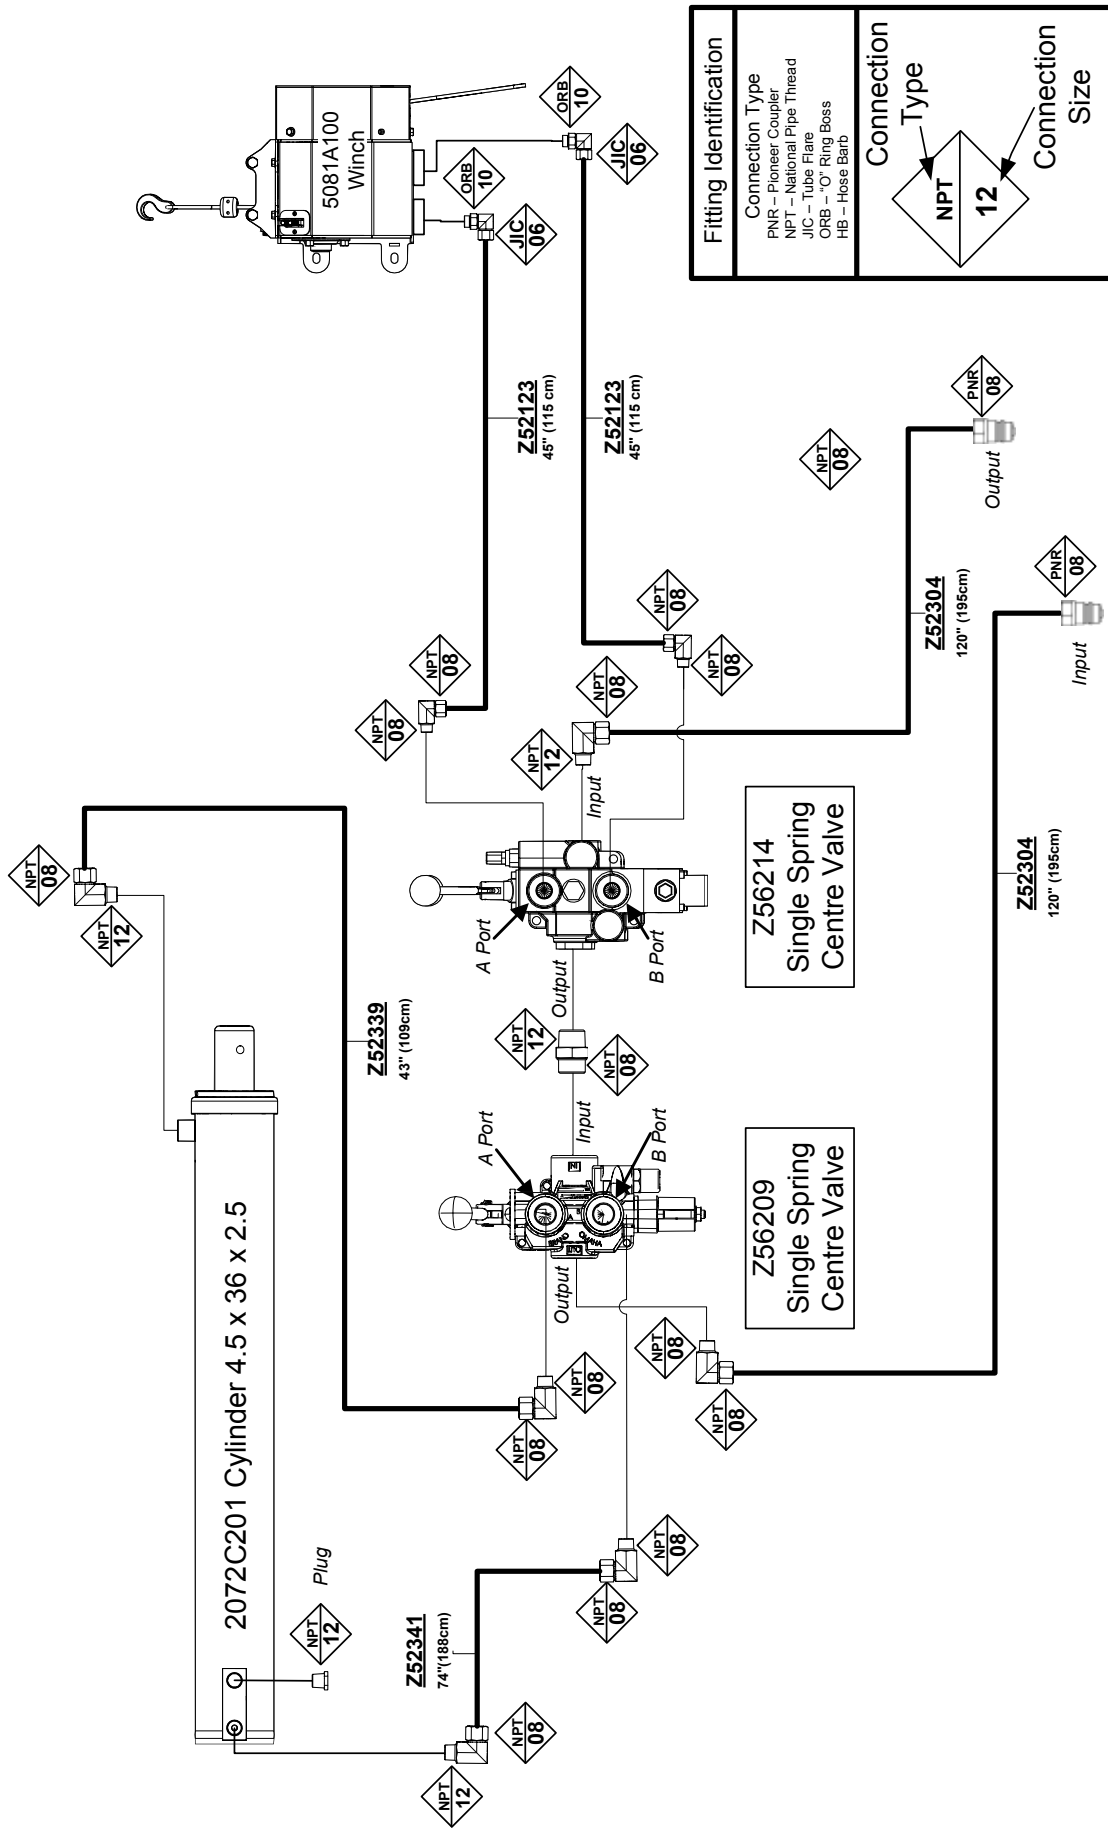 2072C201 Cylinder 4.5 x 36 x 2.5
NPT
12
Plug
NPT
12
NPT
08
Z52341
74"(188cm)
NPT
08
NPT
08
NPT
12
NPT
08
Z52339
43" (109cm)
NPT
08
NPT
08
A Port
B Port
Input
Output
IN
OUT
Z56209
Single Spring
Centre Valve
NPT
08
NPT
08
NPT
12
NPT
08
A Port
B Port
Output
Input
Z56214
Single Spring
Centre Valve
NPT
08
NPT
08
NPT
12
NPT
08
NPT
08
NPT
08
Z52123
45" (115 cm)
Z52123
45" (115 cm)
5081A100
Winch
ORB
10
JIC
06
ORB
10
JIC
06
Z52304
120" (195cm)
NPT
08
PNR
08
Output
Z52304
120" (195cm)
PNR
08
Input
Fitting Identification
Connection Type
PNR – Pioneer Coupler
NPT – National Pipe Thread
JIC – Tube Flare
ORB – "O" Ring Boss
HB – Hose Barb
Connection
Type
NPT
12
Connection
Size